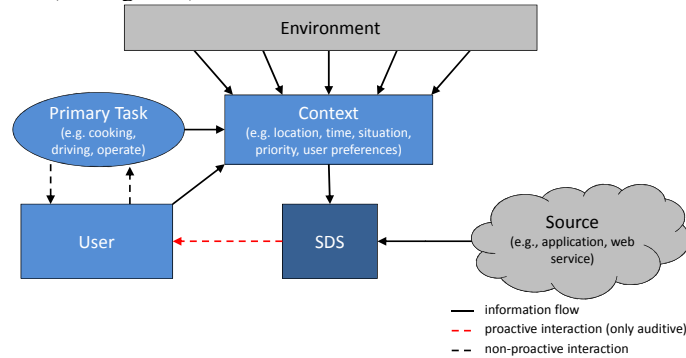 Environment
Primary Task
(e.g. cooking,
driving, operate)
Context
(e.g. location, time, situation,
priority, user preferences)
User
SDS
Source
(e.g., application, web
service)
information flow
proactive interaction (only auditive)
non-proactive interaction